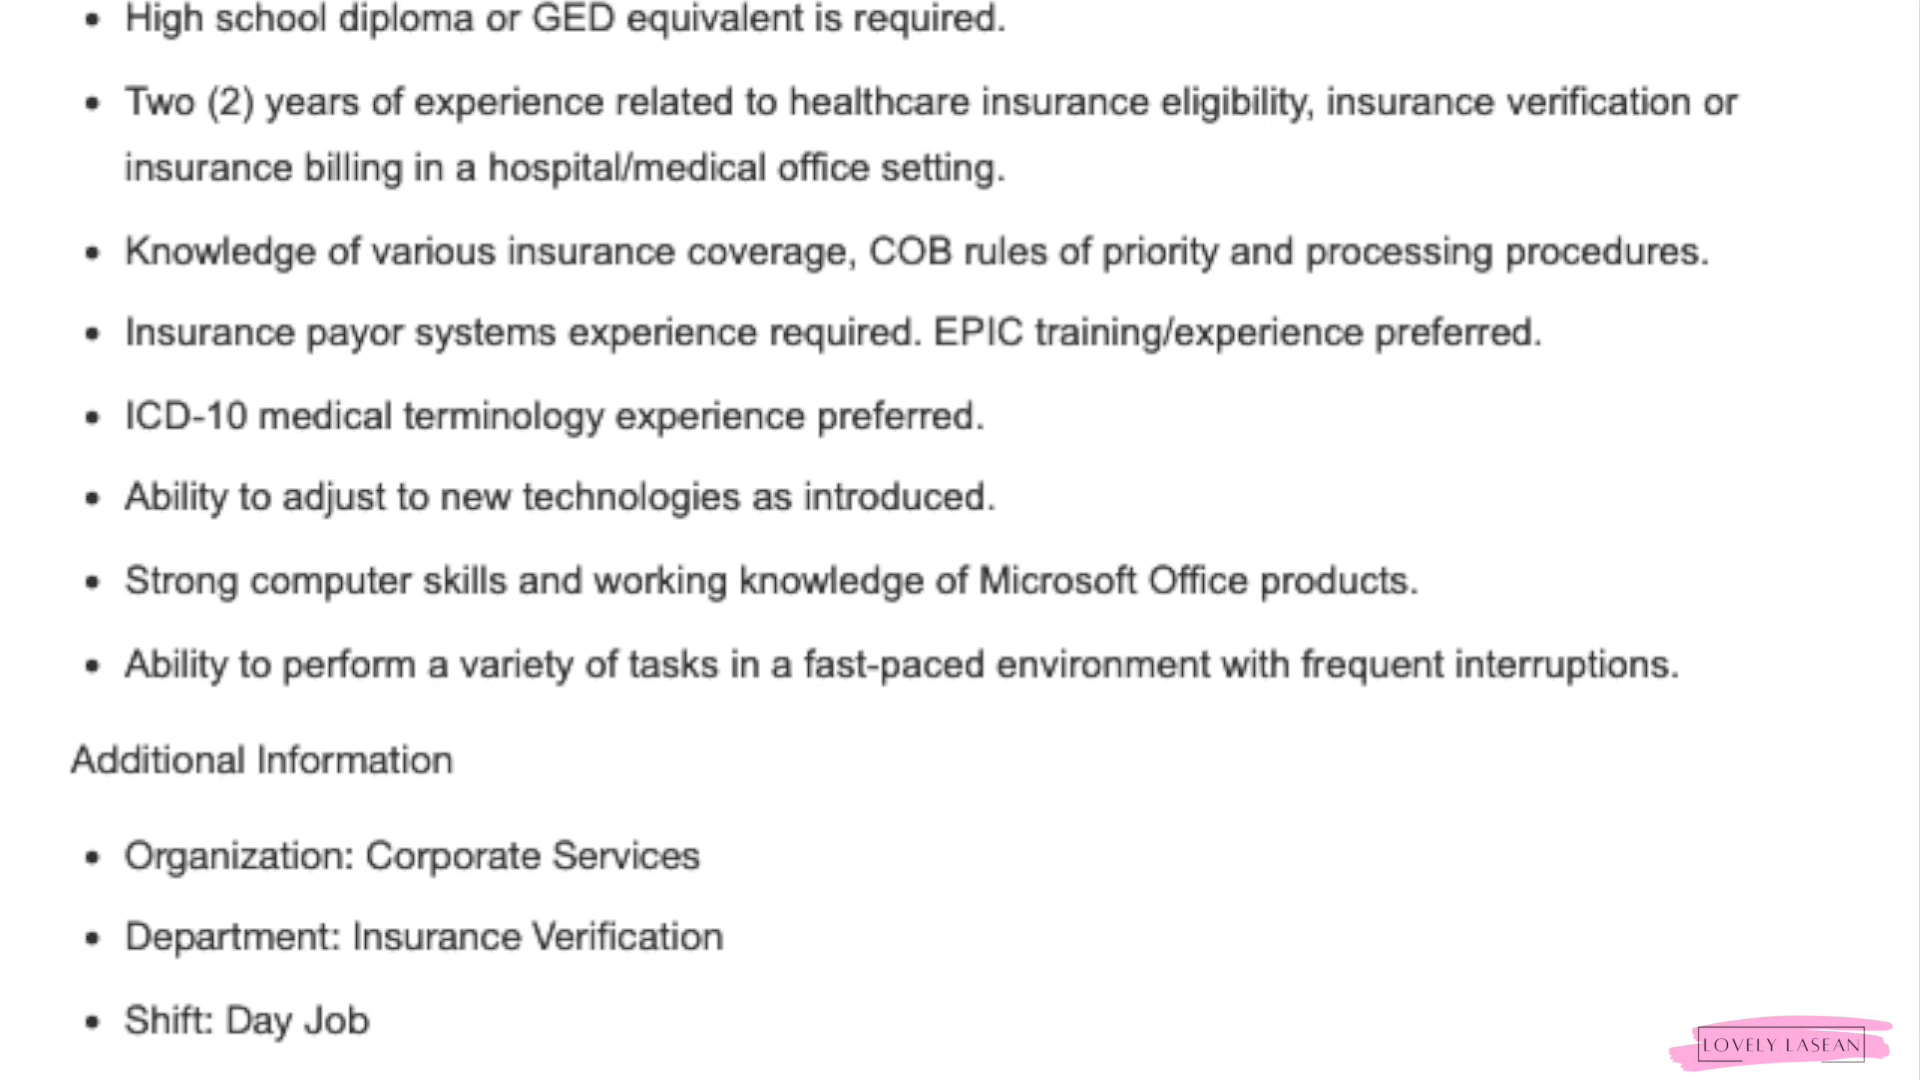 • High school diploma or GED equivalent is required.
• Two (2) years of experience related to healthcare insurance eligibility, insurance verification or
insurance billing in a hospital/medical office setting.
• Knowledge of various insurance coverage, COB rules of priority and processing procedures.
• Insurance payor systems experience required. EPIC training/experience preferred.
• ICD-10 medical terminology experience preferred.
• Ability to adjust to new technologies as introduced.
• Strong computer skills and working knowledge of Microsoft Office products.
• Ability to perform a variety of tasks in a fast-paced environment with frequent interruptions.
Additional Information
• Organization: Corporate Services
• Department: Insurance Verification
• Shift: Day Job
LOVELY LASEAN